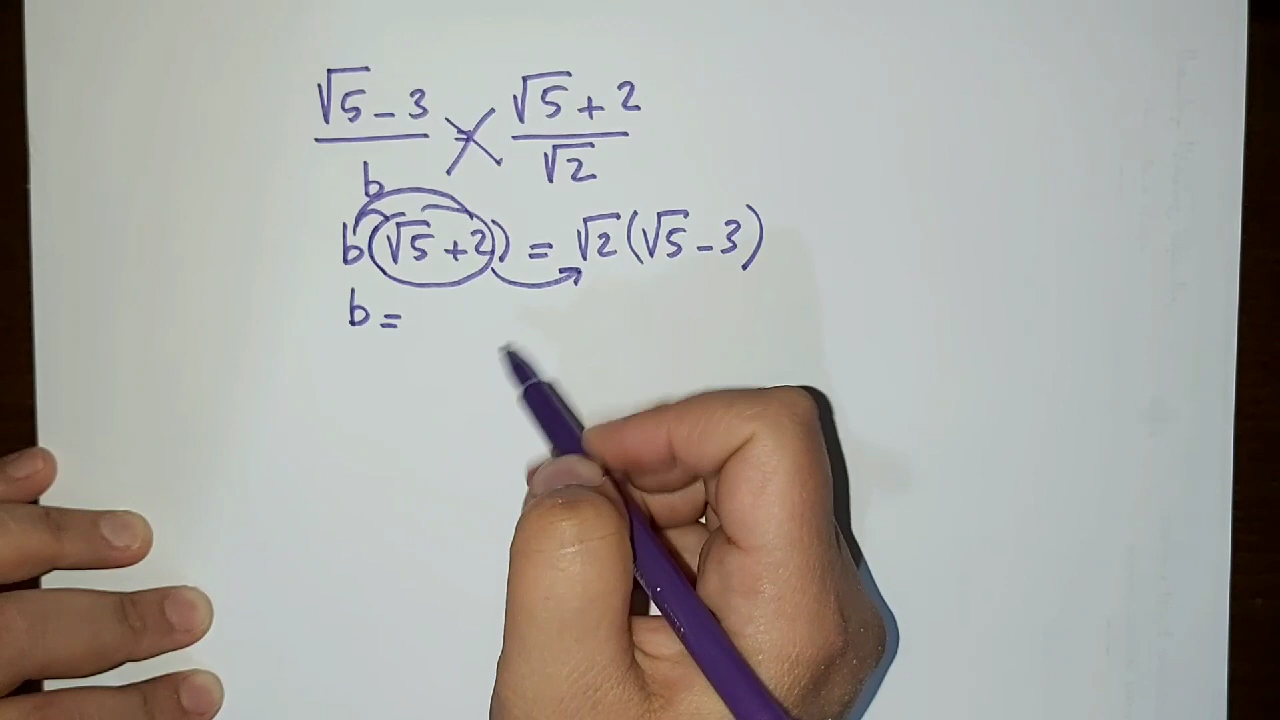 √5 - 3 = √5 + 2
b √2
b(√5 + 2) = √2(√5 - 3)
b =